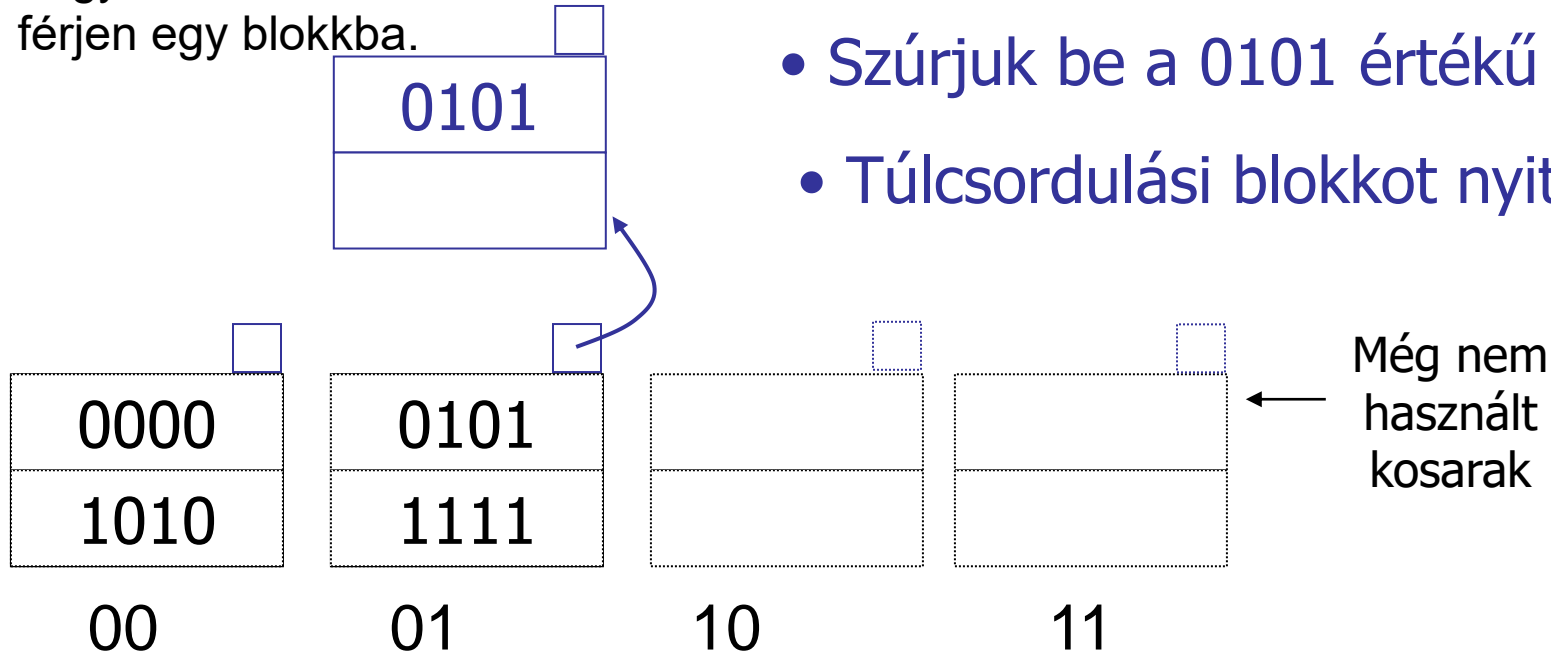 férjen egy blokkba.
• Szúrjuk be a 0101 értékű
0101
• Túlcsordulási blokkot
Még nem
használt
kosarak
0000 0101
1010 1111
00 01 10 11